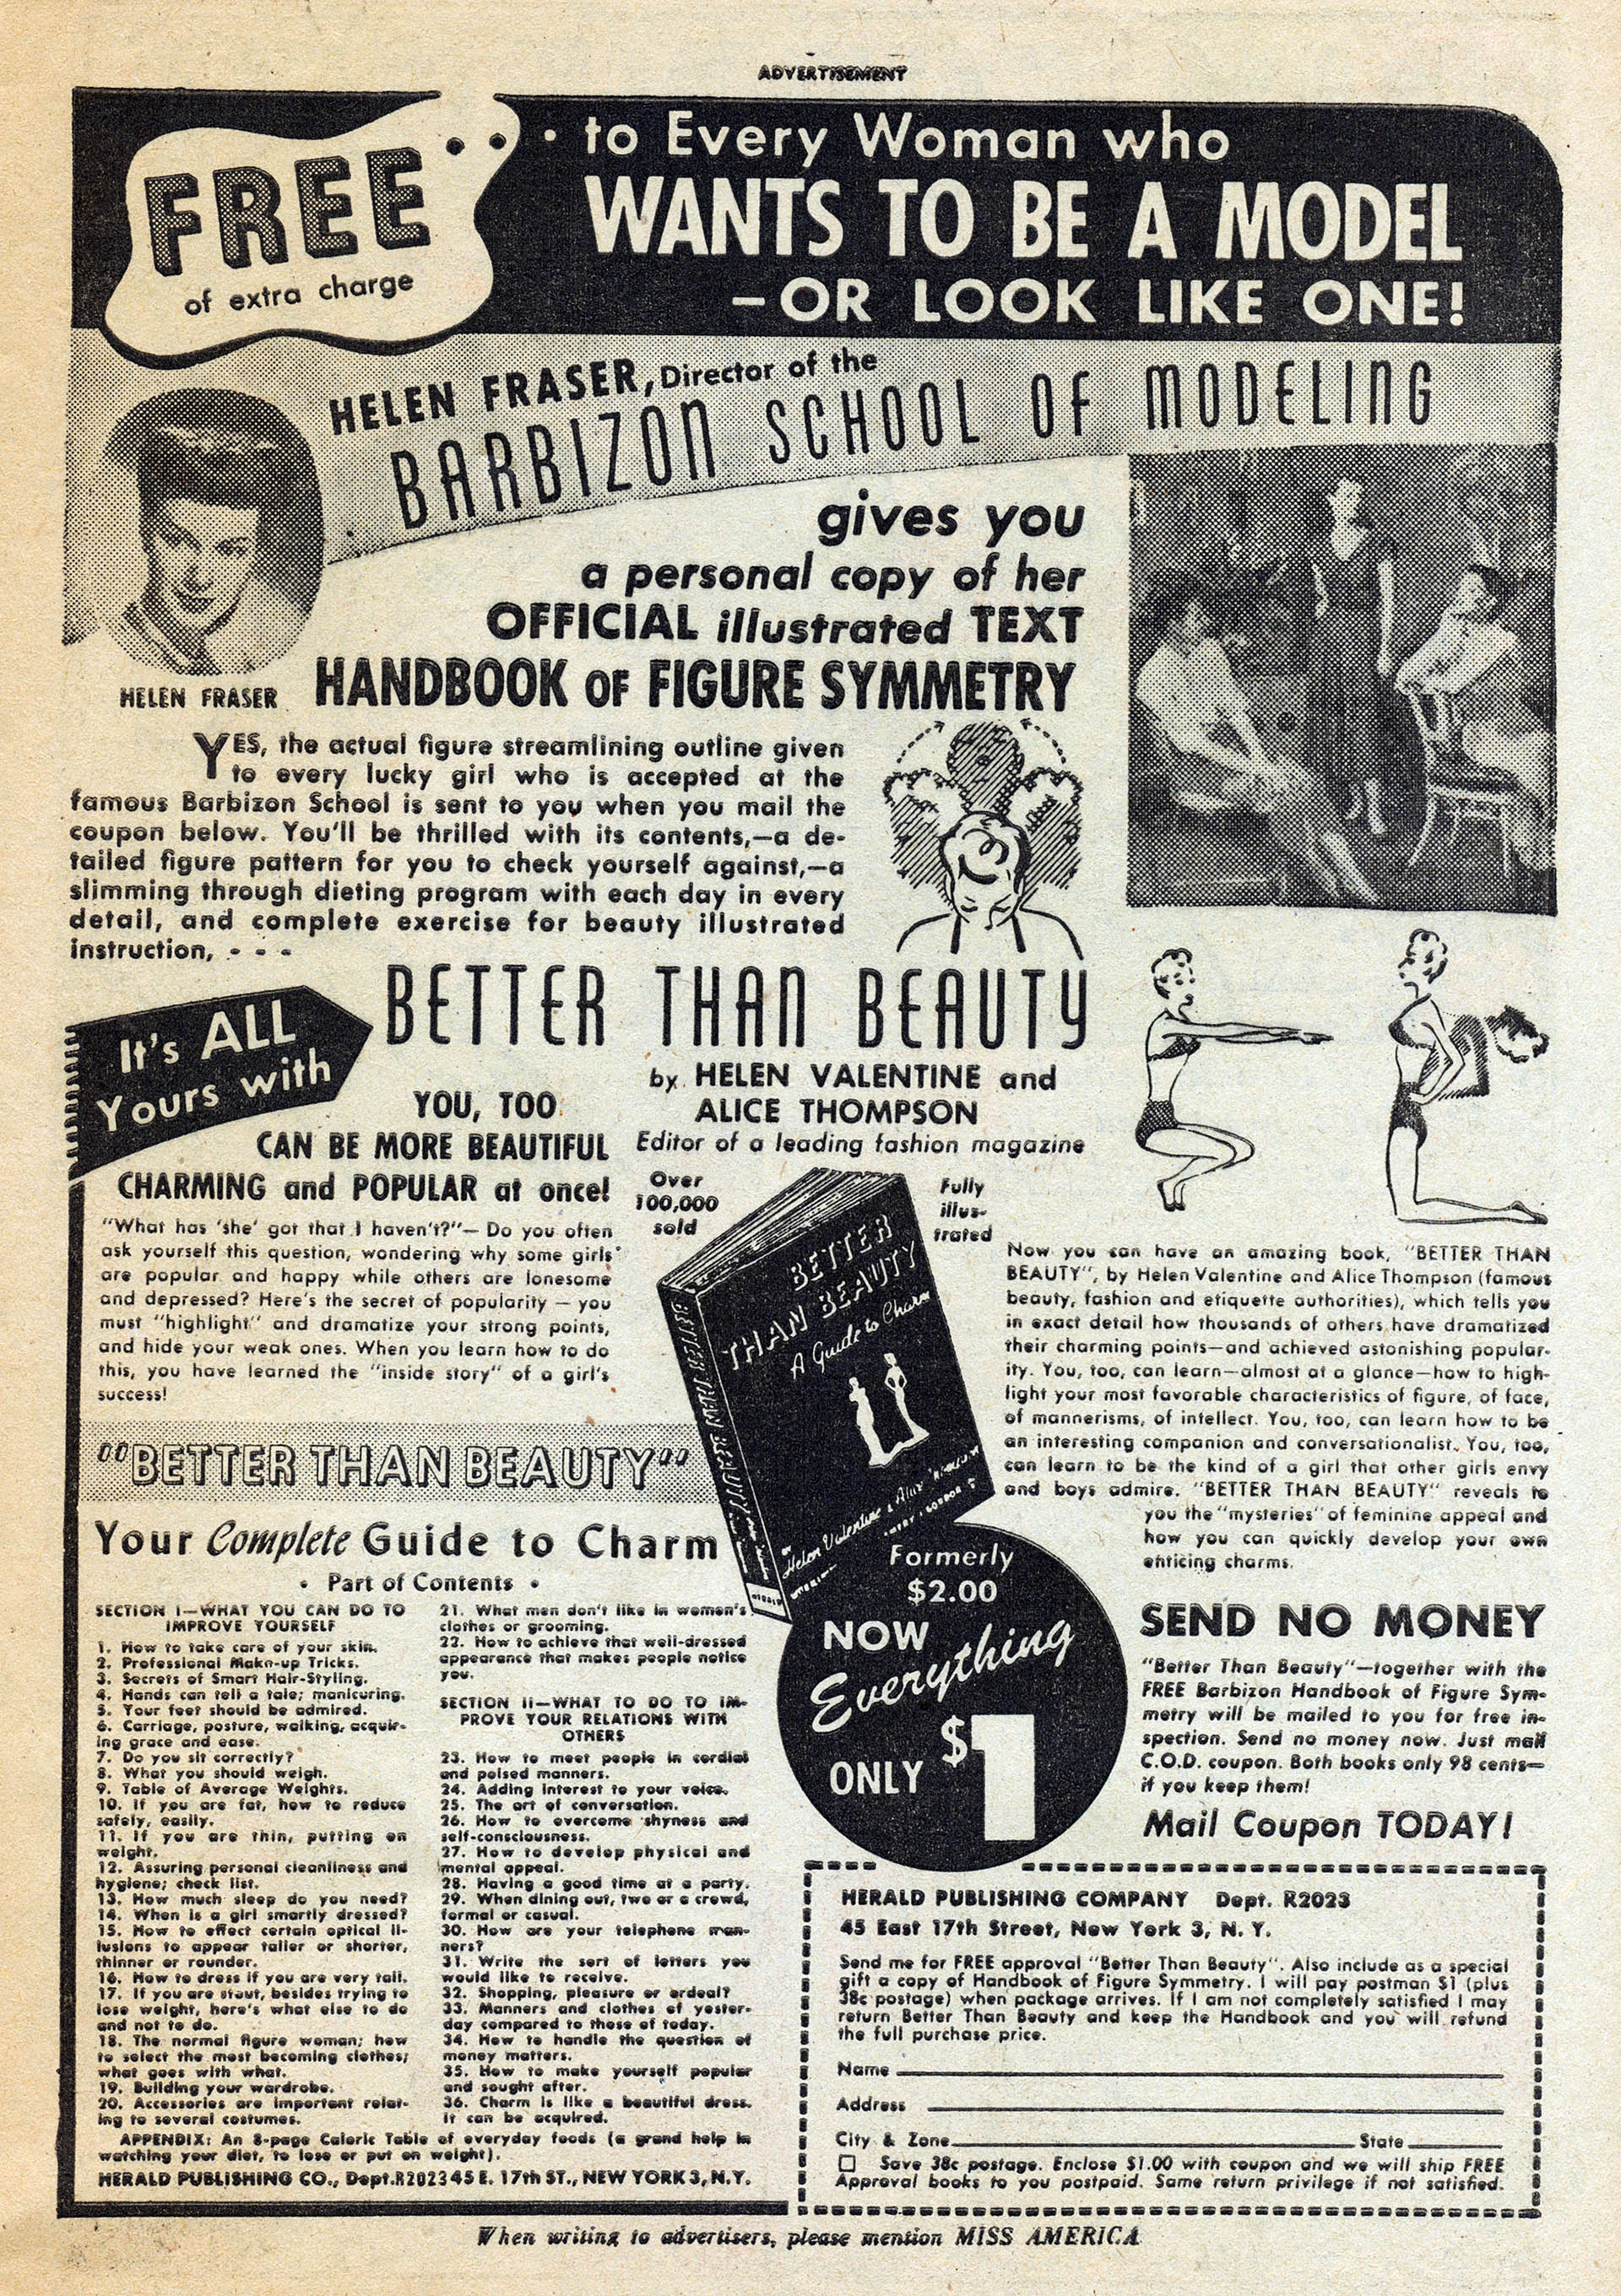 ADVERTISEMENT
FREE
of extra charge
. . . to Every Woman who
WANTS TO BE A MODEL
-OR LOOK LIKE ONE!
HELEN FRASER, Director of the
BARBIZON SCHOOL OF MODELING
gives you
a personal copy of her
OFFICIAL illustrated TEXT
HANDBOOK OF FIGURE SYMMETRY
HELEN FRASER
YES, the actual figure streamlining outline given
to every lucky girl who is accepted at the
famous Barbizon School is sent to you when you mail the
coupon below. You'll be thrilled with its contents,—a de-
tailed figure pattern for you to check yourself against,—a
slimming through dieting program with each day in every
detail, and complete exercise for beauty illustrated
instruction, - - -
It's ALL
Yours with
BETTER THAN BEAUTY
by HELEN VALENTINE and
ALICE THOMPSON
Editor of a leading fashion magazine
YOU, TOO
CAN BE MORE BEAUTIFUL
CHARMING and POPULAR at once!
"What has 'she' got that I haven't?"— Do you often
ask yourself this question, wondering why some girls
are popular and happy while others are lonesome
and depressed? Here's the secret of popularity — you
must "highlight" and dramatize your strong points,
and hide your weak ones. When you learn how to do
this, you have learned the "inside story" of a girl's
success!
Over
100,000
sold
Fully
illus-
trated
BETTER
THAN BEAUTY
A Guide to Charm
BETTER THAN BEAUTY
Helen Valentine & Alice Thompson
Now you can have an amazing book, "BETTER THAN
BEAUTY", by Helen Valentine and Alice Thompson (famous
beauty, fashion and etiquette authorities), which tells you
in exact detail how thousands of others have dramatized
their charming points—and achieved astonishing popular-
ity. You, too, can learn—almost at a glance—how to high-
light your most favorable characteristics of figure, of face,
of mannerisms, of intellect. You, too, can learn how to be
an interesting companion and conversationalist. You, too,
can learn to be the kind of a girl that other girls envy
and boys admire. "BETTER THAN BEAUTY" reveals to
you the "mysteries" of feminine appeal and
how you can quickly develop your own
enticing charms.
"BETTER THAN BEAUTY"
Your Complete Guide to Charm
• Part of Contents •
SECTION I—WHAT YOU CAN DO TO
IMPROVE YOURSELF
1. How to take care of your skin.
2. Professional Make-up Tricks.
3. Secrets of Smart Hair-Styling.
4. Hands can tell a tale; manicuring.
5. Your feet should be admired.
6. Carriage, posture, walking, acquir-
ing grace and ease.
7. Do you sit correctly?
8. What you should weigh.
9. Table of Average Weights.
10. If you are fat, how to reduce
safely, easily.
11. If you are thin, putting on
weight.
12. Assuring personal cleanliness and
hygiene; check list.
13. How much sleep do you need?
14. When is a girl smartly dressed?
15. How to effect certain optical il-
lusions to appear taller or shorter,
thinner or rounder.
16. How to dress if you are very tall.
17. If you are stout, besides trying to
lose weight, here's what else to do
and not to do.
18. The normal figure woman; how
to select the most becoming clothes;
what goes with what.
19. Building your wardrobe.
20. Accessories are important relat-
ing to several costumes.
21. What men don't like in women's
clothes or grooming.
22. How to achieve that well-dressed
appearance that makes people notice
you.
SECTION II—WHAT TO DO TO IM-
PROVE YOUR RELATIONS WITH
OTHERS
23. How to meet people in cordial
and poised manners.
24. Adding interest to your voice.
25. The art of conversation.
26. How to overcome shyness and
self-consciousness.
27. How to develop physical and
mental appeal.
28. Having a good time at a party.
29. When dining out, two or a crowd,
formal or casual.
30. How are your telephone man-
ners?
31. Write the sort of letters you
would like to receive.
32. Shopping, pleasure or ordeal?
33. Manners and clothes of yester-
day compared to those of today.
34. How to handle the question of
money matters.
35. How to make yourself popular
and sought after.
36. Charm is like a beautiful dress.
It can be acquired.
APPENDIX: An 8-page Caloric Table of everyday foods (a grand help in
watching your diet, to lose or put on weight).
HERALD PUBLISHING CO., Dept.R2023 45 E. 17th ST., NEW YORK 3, N.Y.
Formerly
$2.00
NOW
Everything
ONLY $1
SEND NO MONEY
"Better Than Beauty"—together with the
FREE Barbizon Handbook of Figure Sym-
metry will be mailed to you for free in-
spection. Send no money now. Just mail
C.O.D. coupon. Both books only 98 cents—
if you keep them!
Mail Coupon TODAY!
HERALD PUBLISHING COMPANY Dept. R2023
45 East 17th Street, New York 3, N. Y.
Send me for FREE approval "Better Than Beauty". Also include as a special
gift a copy of Handbook of Figure Symmetry. I will pay postman $1 (plus
38c postage) when package arrives. If I am not completely satisfied I may
return Better Than Beauty and keep the Handbook and you will refund
the full purchase price.
Name
Address
City & Zone State
Save 38c postage. Enclose $1.00 with coupon and we will ship FREE
Approval books to you postpaid. Same return privilege if not satisfied.
When writing to advertisers, please mention MISS AMERICA